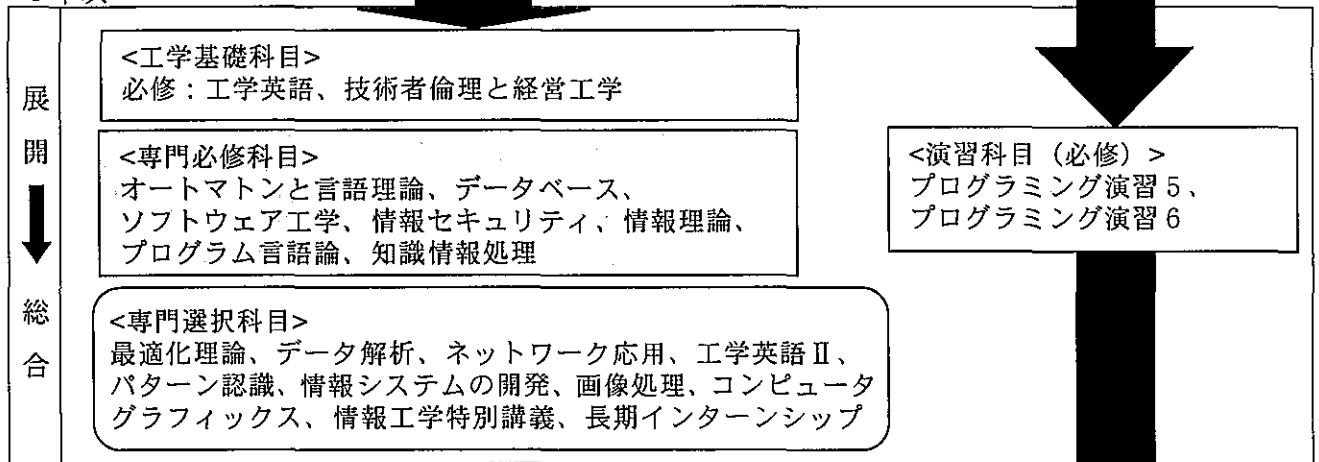 展開
総合
<工学基礎科目>
必修：工学英語、技術者倫理と経営工学
<専門必修科目>
オートマトンと言語理論、データベース、
ソフトウェア工学、情報セキュリティ、情報理論、
プログラム言語論、知識情報処理
<専門選択科目>
最適化理論、データ解析、ネットワーク応用、工学英語Ⅱ、
パターン認識、情報システムの開発、画像処理、コンピュータ
グラフィックス、情報工学特別講義、長期インターンシップ
<演習科目（必修）>
プログラミング演習5、
プログラミング演習6